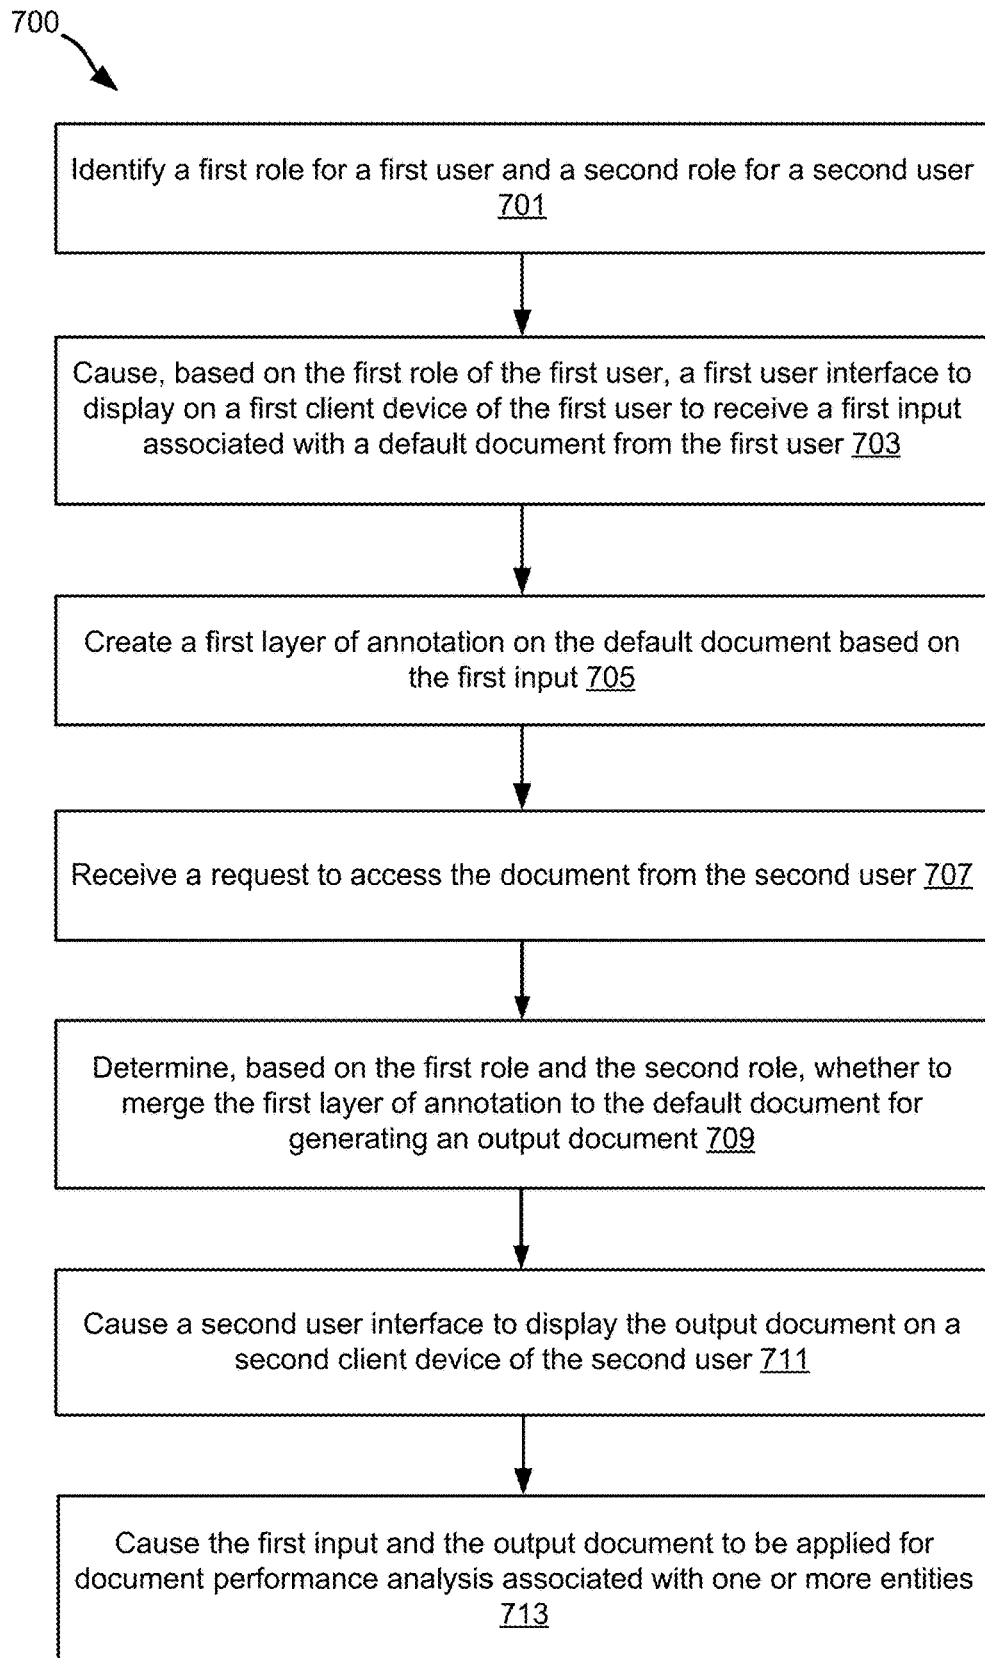 700
Identify a first role for a first user and a second role for a second user
701
Cause, based on the first role of the first user, a first user interface to
display on a first client device of the first user to receive a first input
associated with a default document from the first user 703
Create a first layer of annotation on the default document based on
the first input 705
Receive a request to access the document from the second user 707
Determine, based on the first role and the second role, whether to
merge the first layer of annotation to the default document for
generating an output document 709
Cause a second user interface to display the output document on a
second client device of the second user 711
Cause the first input and the output document to be applied for
document performance analysis associated with one or more entities
713